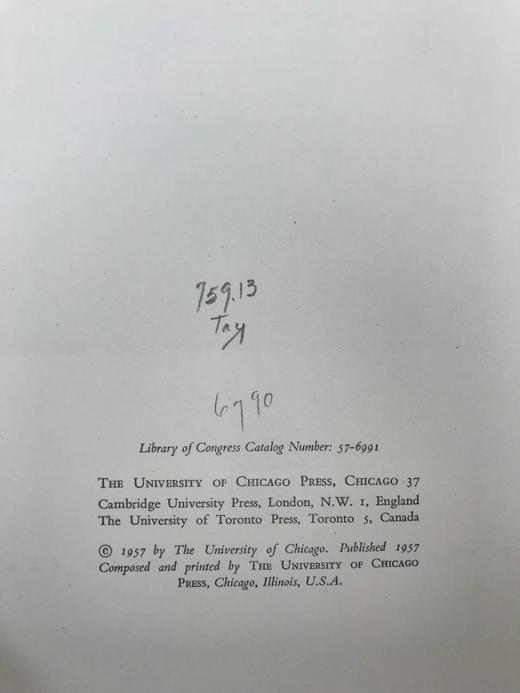 759.13
Tay
6790
Library of Congress Catalog Number: 57-6991
THE UNIVERSITY OF CHICAGO PRESS, CHICAGO 37
Cambridge University Press, London, N.W. 1, England
The University of Toronto Press, Toronto 5, Canada
© 1957 by The University of Chicago. Published 1957
Composed and printed by THE UNIVERSITY OF CHICAGO
PRESS, Chicago, Illinois, U.S.A.